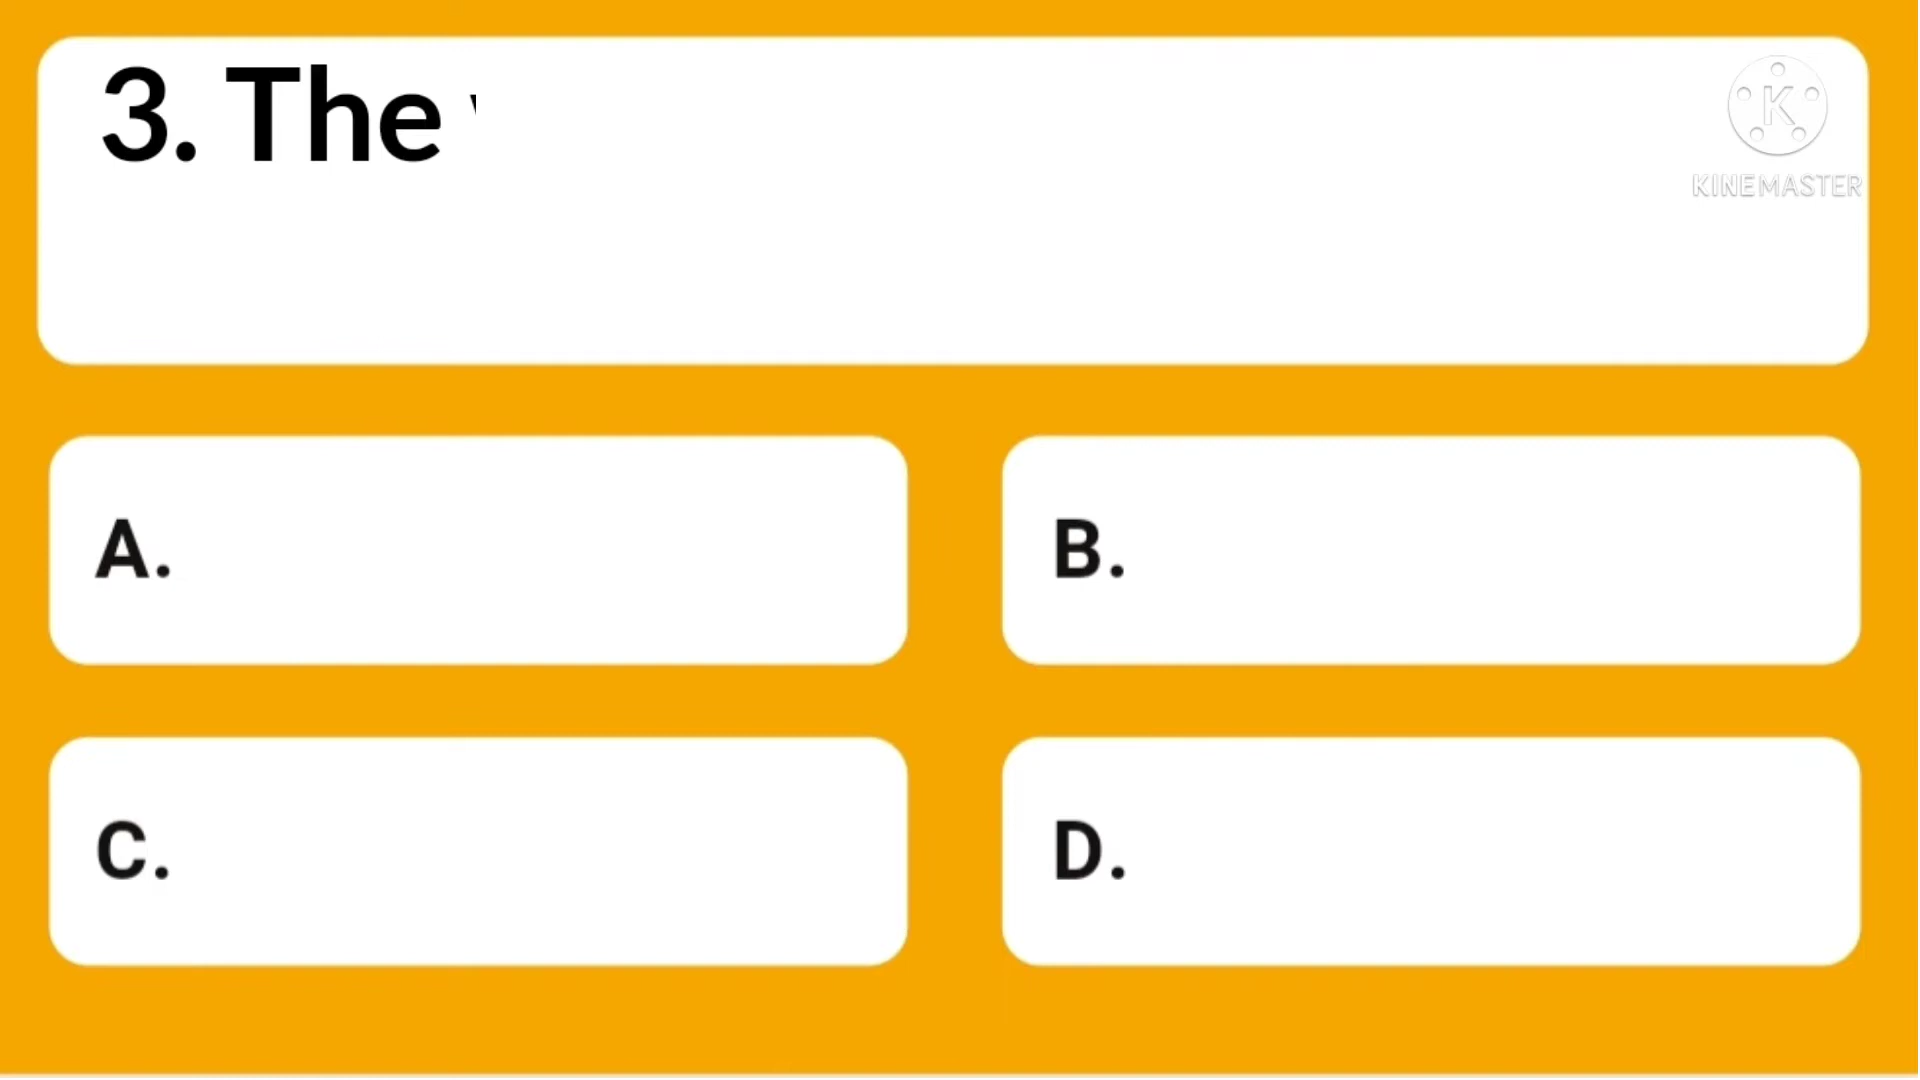 3. The
KINEMASTER
A.
B.
C.
D.